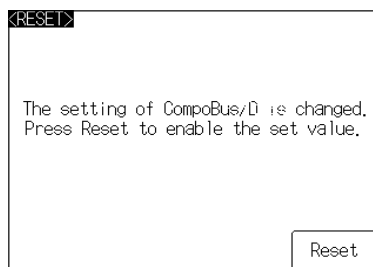 <RESET>
The setting of CompoBus/D is changed.
Press Reset to enable the set value.
Reset